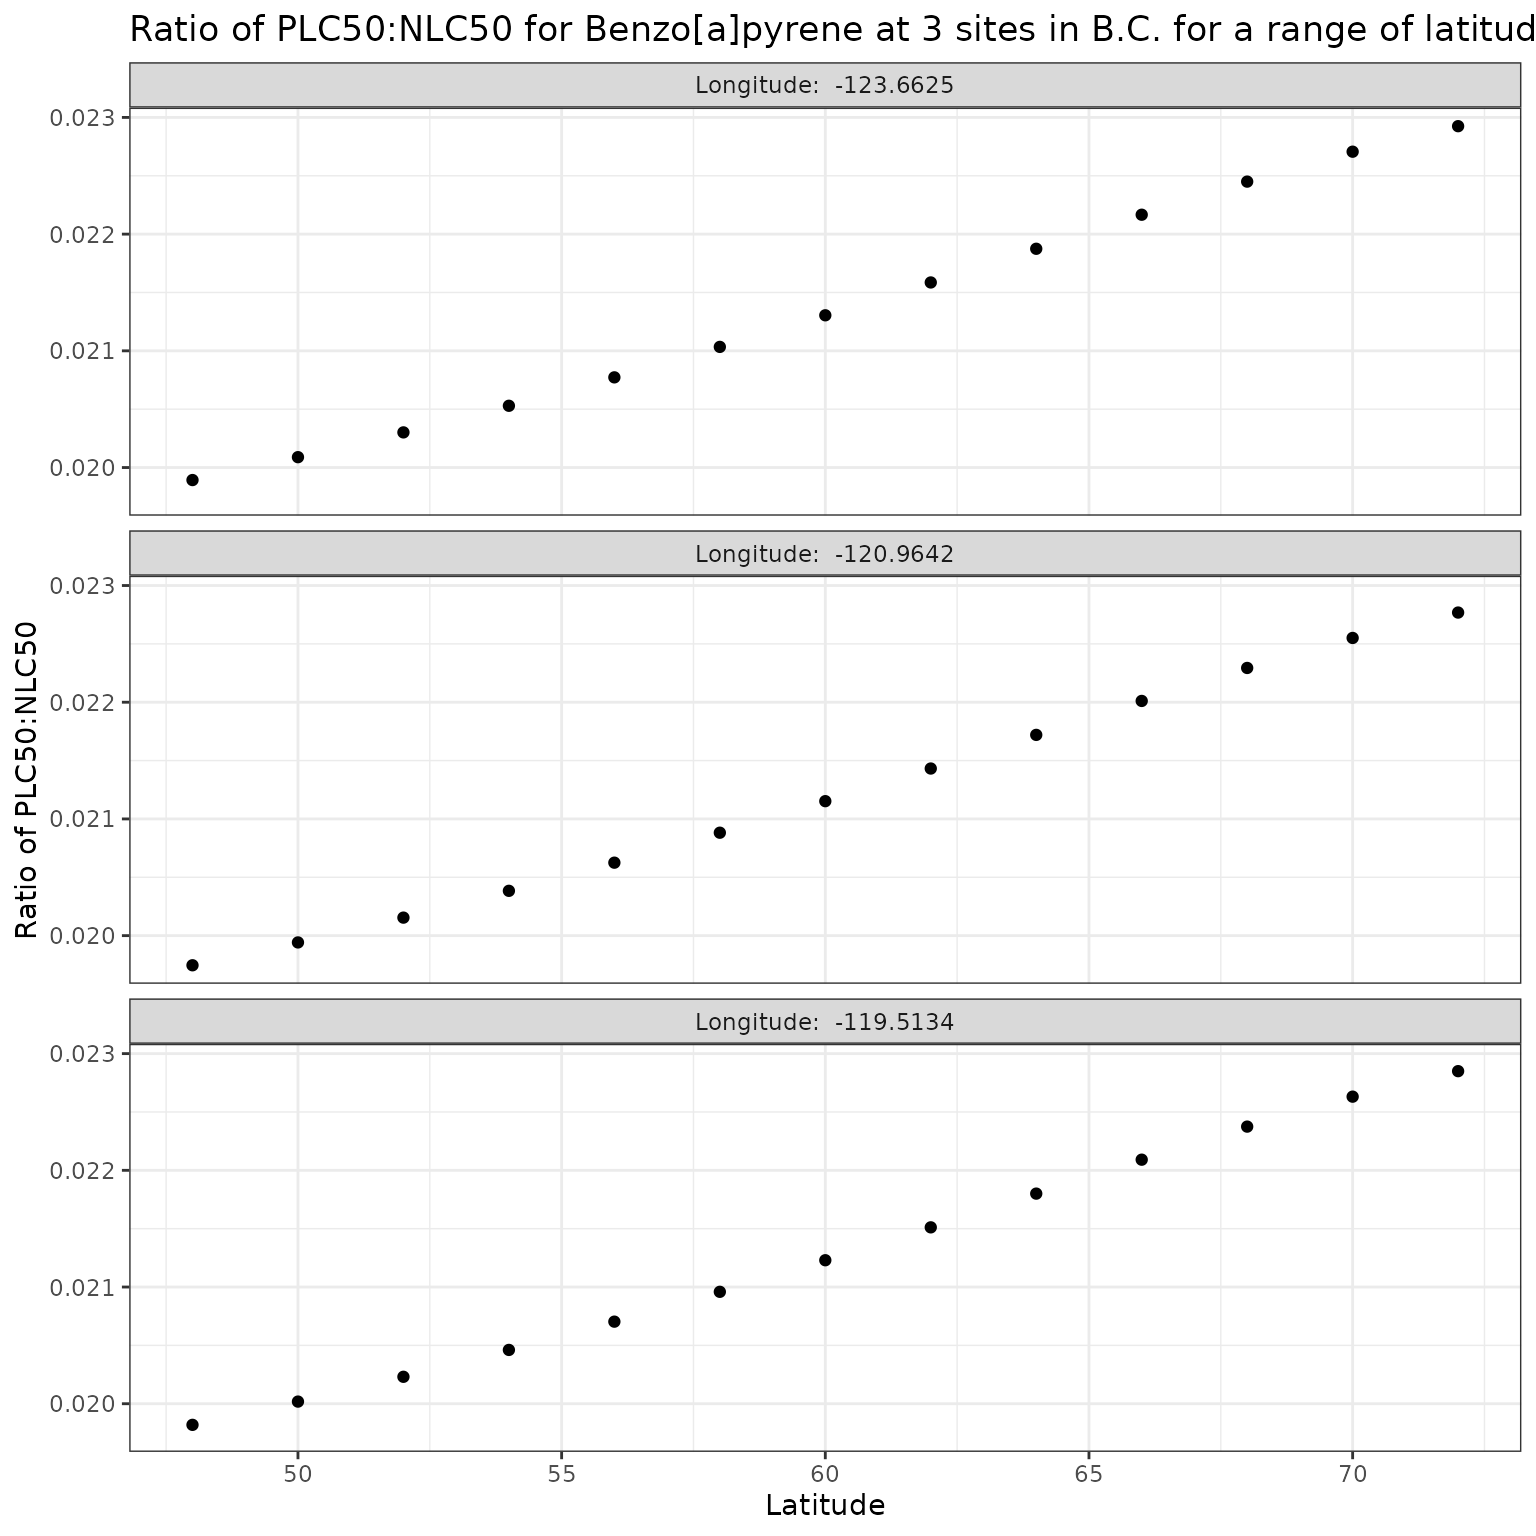 Ratio of PLC50:NLC50 for Benzo[a]pyrene at 3 sites in B.C. for a range of latitud
Longitude:  -123.6625
0.023
0.022
0.021
0.020
Longitude:  -120.9642
0.023
0.022
0.021
0.020
Ratio of PLC50:NLC50
Longitude:  -119.5134
0.023
0.022
0.021
0.020
50 55 60 65 70
Latitude